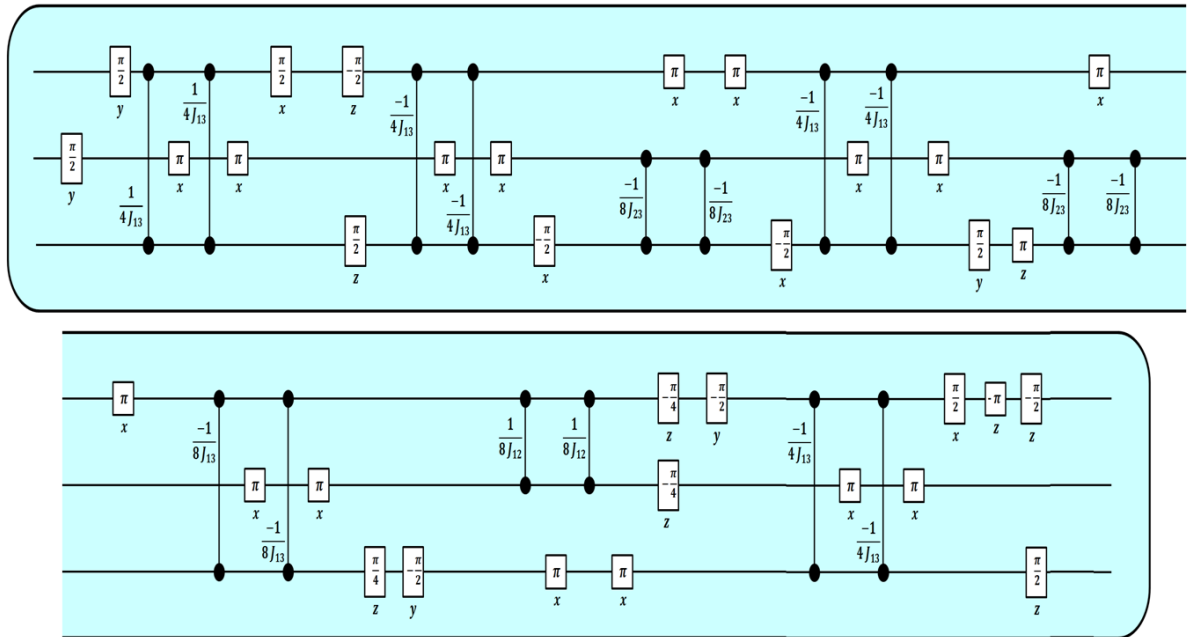 π/2 1/4J₁₃ π/2 -π/2 -1/4J₁₃ π π -1/4J₁₃ -1/4J₁₃ π
y x z x x x
π/2 π π π π π π
y x x x x x x
1/4J₁₃ -1/4J₁₃ -1/8J₂₃ -1/8J₂₃ -1/8J₂₃ -1/8J₂₃
π/2 -π/2 -π/2 π/2 π
z x x y z
π -1/8J₁₃ 1/8J₁₂ 1/8J₁₂ -π/4 -π/2 -1/4J₁₃ π/2 -π -π/2
x z y x z z
π π -π/4 π π
x x z x x
-1/8J₁₃ -1/4J₁₃
π/4 -π/2 π π π/2
z y x x z